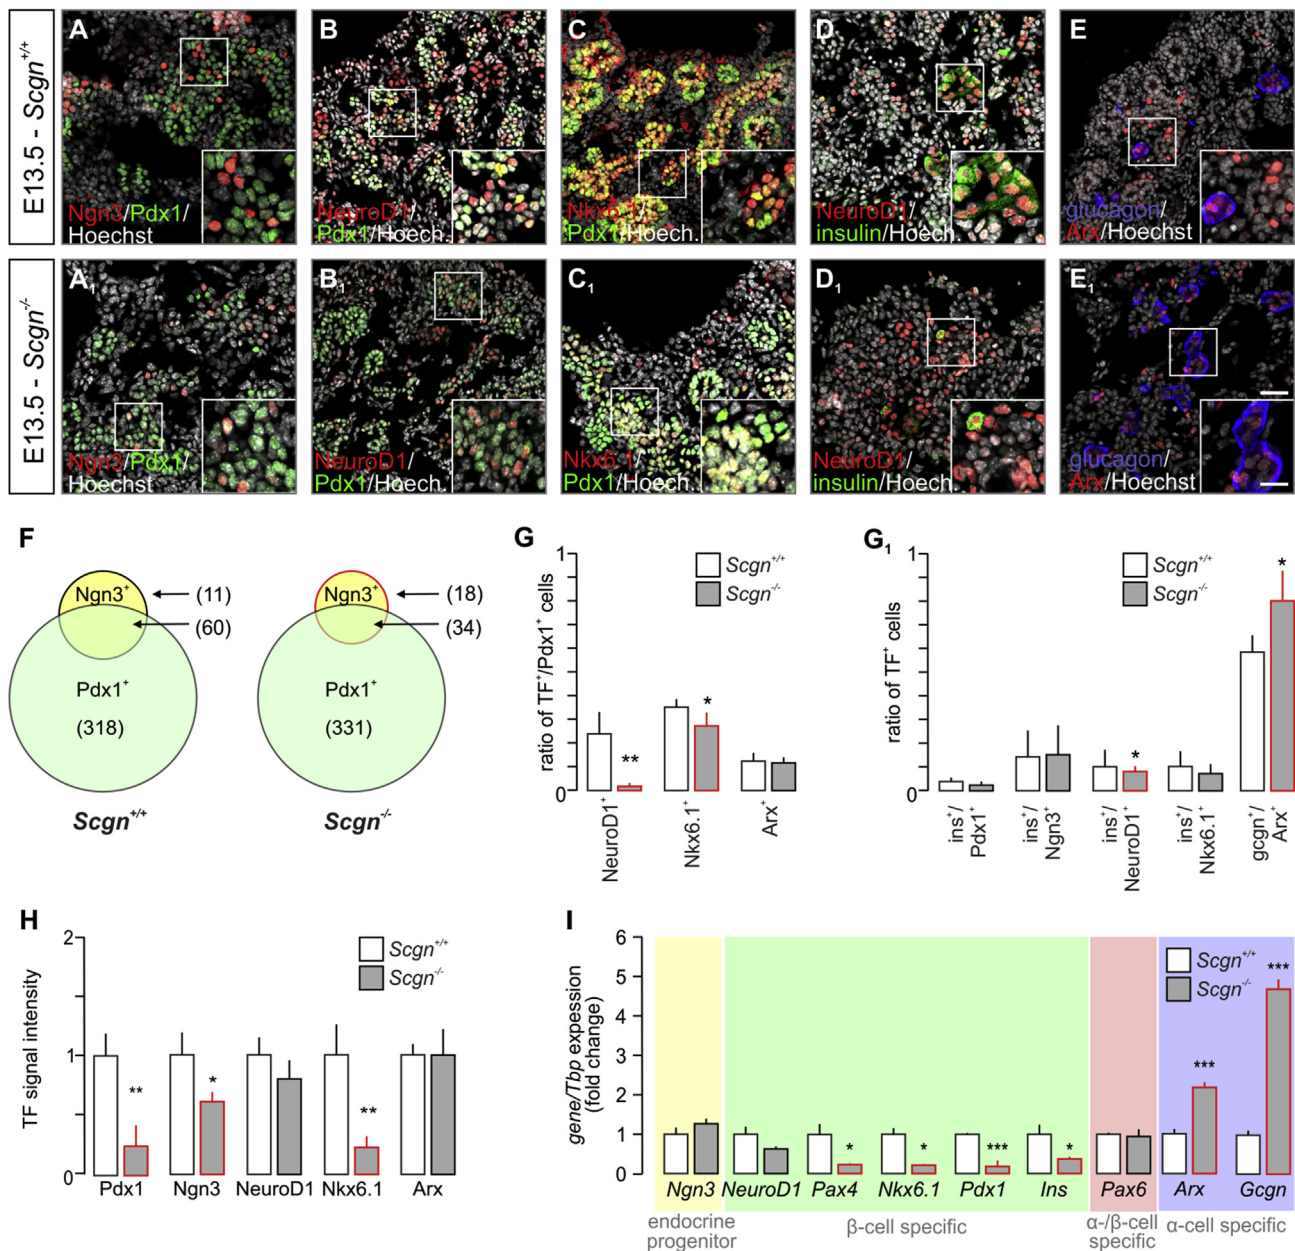 E13.5 - Scgn+/+
A
Ngn3/Pdx1/
Hoechst
B
NeuroD1/
Pdx1/Hoech.
C
Nkx6.1/
Pdx1/Hoech.
D
NeuroD1/
insulin/Hoech.
E
glucagon/
Arx/Hoechst
E13.5 - Scgn-/-
A1
Ngn3/Pdx1/
Hoechst
B1
NeuroD1/
Pdx1/Hoech.
C1
Nkx6.1/
Pdx1/Hoech.
D1
NeuroD1/
insulin/Hoech.
E1
glucagon/
Arx/Hoechst
F
Ngn3+
(11)
(60)
Pdx1+
(318)
Scgn+/+
Ngn3+
(18)
(34)
Pdx1+
(331)
Scgn-/-
G
ratio of TF+/Pdx1+ cells
1
0
Scgn+/+
Scgn-/-
**
*
NeuroD1+
Nkx6.1+
Arx+
G1
ratio of TF+ cells
1
0
Scgn+/+
Scgn-/-
*
*
ins+/
Pdx1+
ins+/
Ngn3+
ins+/
NeuroD1+
ins+/
Nkx6.1+
gcgn+/
Arx+
H
TF signal intensity
2
1
0
Scgn+/+
Scgn-/-
**
*
**
Pdx1
Ngn3
NeuroD1
Nkx6.1
Arx
I
gene/Tbp expession
(fold change)
6
5
4
3
2
1
0
Scgn+/+
Scgn-/-
*
*
***
*
***
***
Ngn3
NeuroD1
Pax4
Nkx6.1
Pdx1
Ins
Pax6
Arx
Gcgn
endocrine
progenitor
β-cell specific
α-/β-cell
specific
α-cell specific